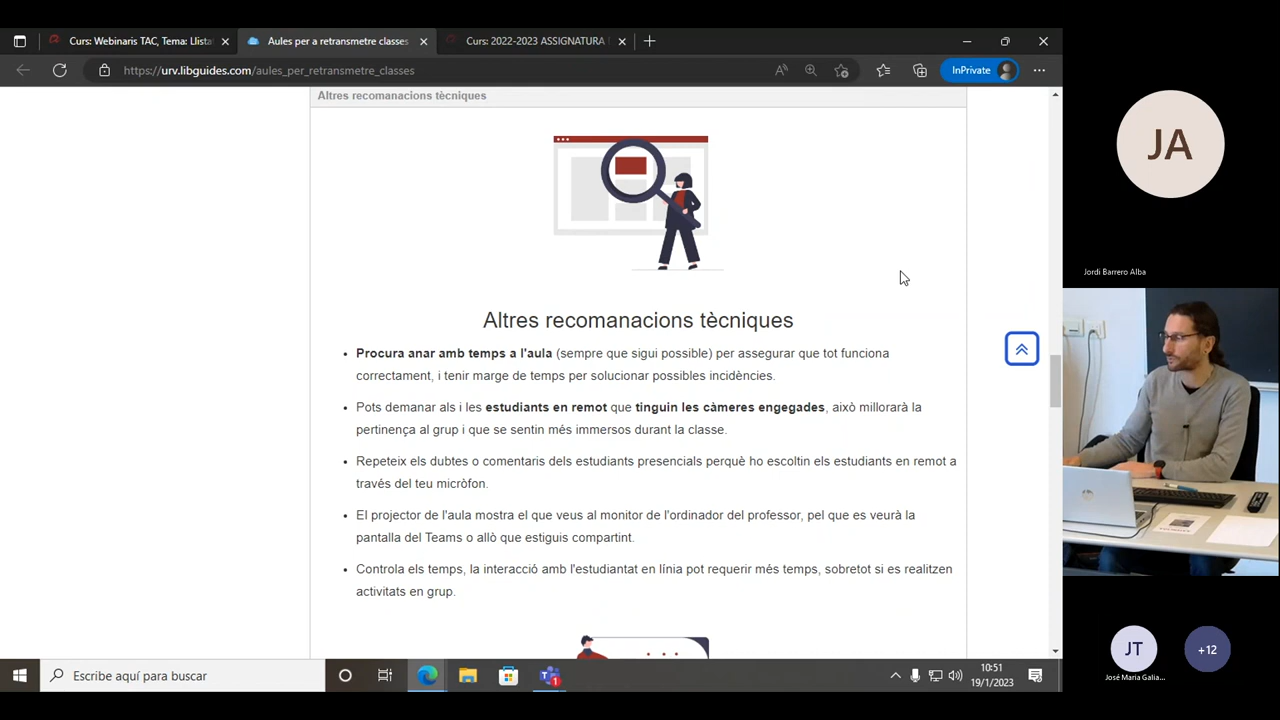 Curs: Webinaris TAC, Tema: Llista
Aules per a retransmetre classes
Curs: 2022-2023 ASSIGNATURA
https://urv.libguides.com/aules_per_retransmetre_classes
InPrivate
Altres recomanacions tècniques
Altres recomanacions tècniques
• Procura anar amb temps a l'aula (sempre que sigui possible) per assegurar que tot funciona
correctament, i tenir marge de temps per solucionar possibles incidències.
• Pots demanar als i les estudiants en remot que tinguin les càmeres engegades, això millorarà la
pertinença al grup i que se sentin més immersos durant la classe.
• Repeteix els dubtes o comentaris dels estudiants presencials perquè ho escoltin els estudiants en remot a
través del teu micròfon.
• El projector de l'aula mostra el que veus al monitor de l'ordinador del professor, pel que es veurà la
pantalla del Teams o allò que estiguis compartint.
• Controla els temps, la interacció amb l'estudiantat en línia pot requerir més temps, sobretot si es realitzen
activitats en grup.
Escribe aquí para buscar
1
10:51
19/1/2023
JA
Jordi Barrero Alba
JT
+12
José Maria Galia...